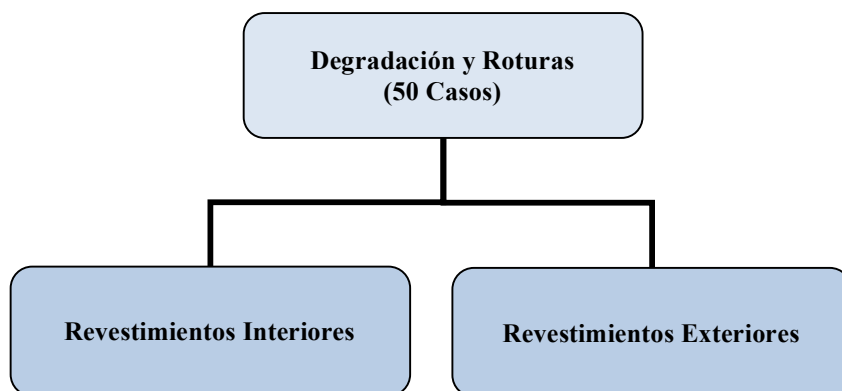 Degradación y Roturas
(50 Casos)
Revestimientos Interiores
Revestimientos Exteriores